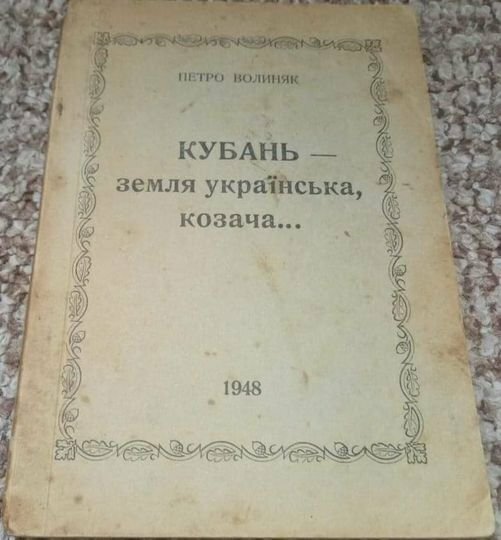 ПЕТРО ВОЛИНЯК
КУБАНЬ —
земля українська,
козача...
1948